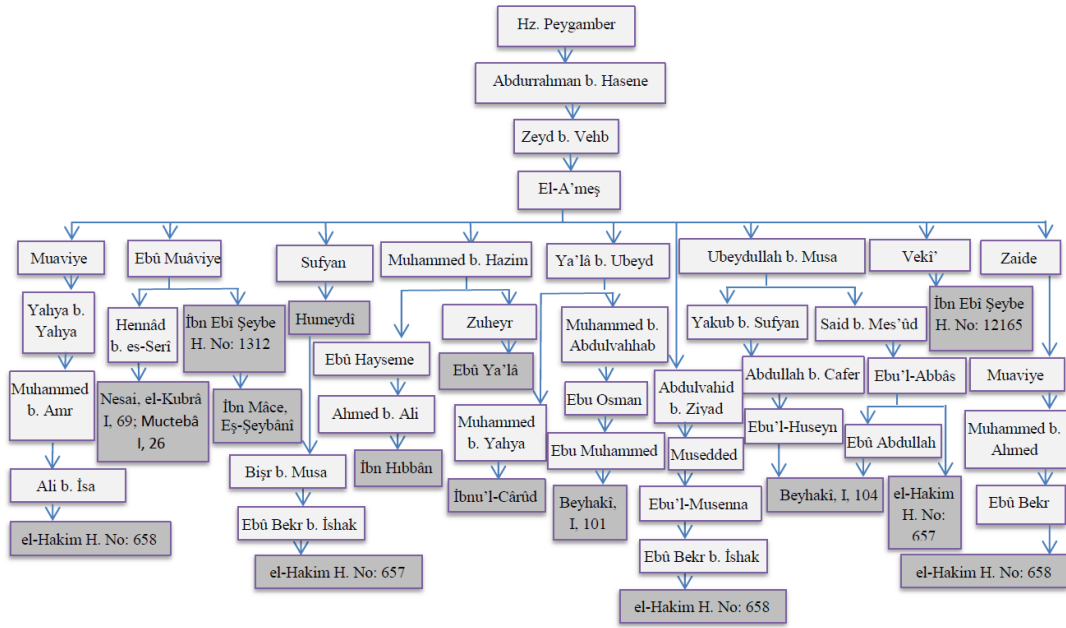 Hz. Peygamber
Abdurrahman b. Hasene
Zeyd b. Vehb
El-A’meş
Muaviye
Ebû Muâviye
Sufyan
Muhammed b. Hazim
Ya’lâ b. Ubeyd
Ubeydullah b. Musa
Vekî’
Zaide
Yahya b.
Yahya
Hennâd
b. es-Serî
İbn Ebî Şeybe
H. No: 1312
Humeydî
Ebû Hayseme
Zuheyr
Muhammed b.
Abdulvahhab
Yakub b. Sufyan
Said b. Mes’ûd
İbn Ebî Şeybe
H. No: 12165
Muhammed
b. Amr
Nesai, el-Kubrâ
I, 69; Muctebâ
I, 26
İbn Mâce,
Eş-Şeybânî
Ahmed b. Ali
Ebû Ya’lâ
Muhammed
b. Yahya
Ebu Osman
Abdulvahid
b. Ziyad
Abdullah b. Cafer
Ebu’l-Abbâs
Muaviye
Ali b. İsa
Bişr b. Musa
İbn Hıbbân
İbnu’l-Cârûd
Ebu Muhammed
Musedded
Ebu’l-Huseyn
Ebû Abdullah
Muhammed b.
Ahmed
el-Hakim H. No: 658
Ebû Bekr b. İshak
Beyhakî,
I, 101
Ebu’l-Musenna
Beyhakî, I, 104
el-Hakim
H. No:
657
Ebû Bekr
el-Hakim H. No: 657
Ebû Bekr b. İshak
el-Hakim H. No: 658
el-Hakim H. No: 658